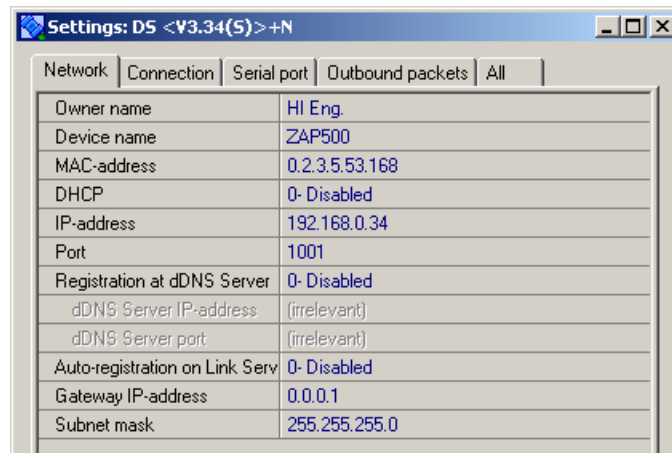 Settings: DS <V3.34(S)>+N
Network Connection Serial port Outbound packets All
Owner name HI Eng.
Device name ZAP500
MAC-address 0.2.3.5.53.168
DHCP 0- Disabled
IP-address 192.168.0.34
Port 1001
Registration at dDNS Server 0- Disabled
dDNS Server IP-address (irrelevant)
dDNS Server port (irrelevant)
Auto-registration on Link Serv 0- Disabled
Gateway IP-address 0.0.0.1
Subnet mask 255.255.255.0